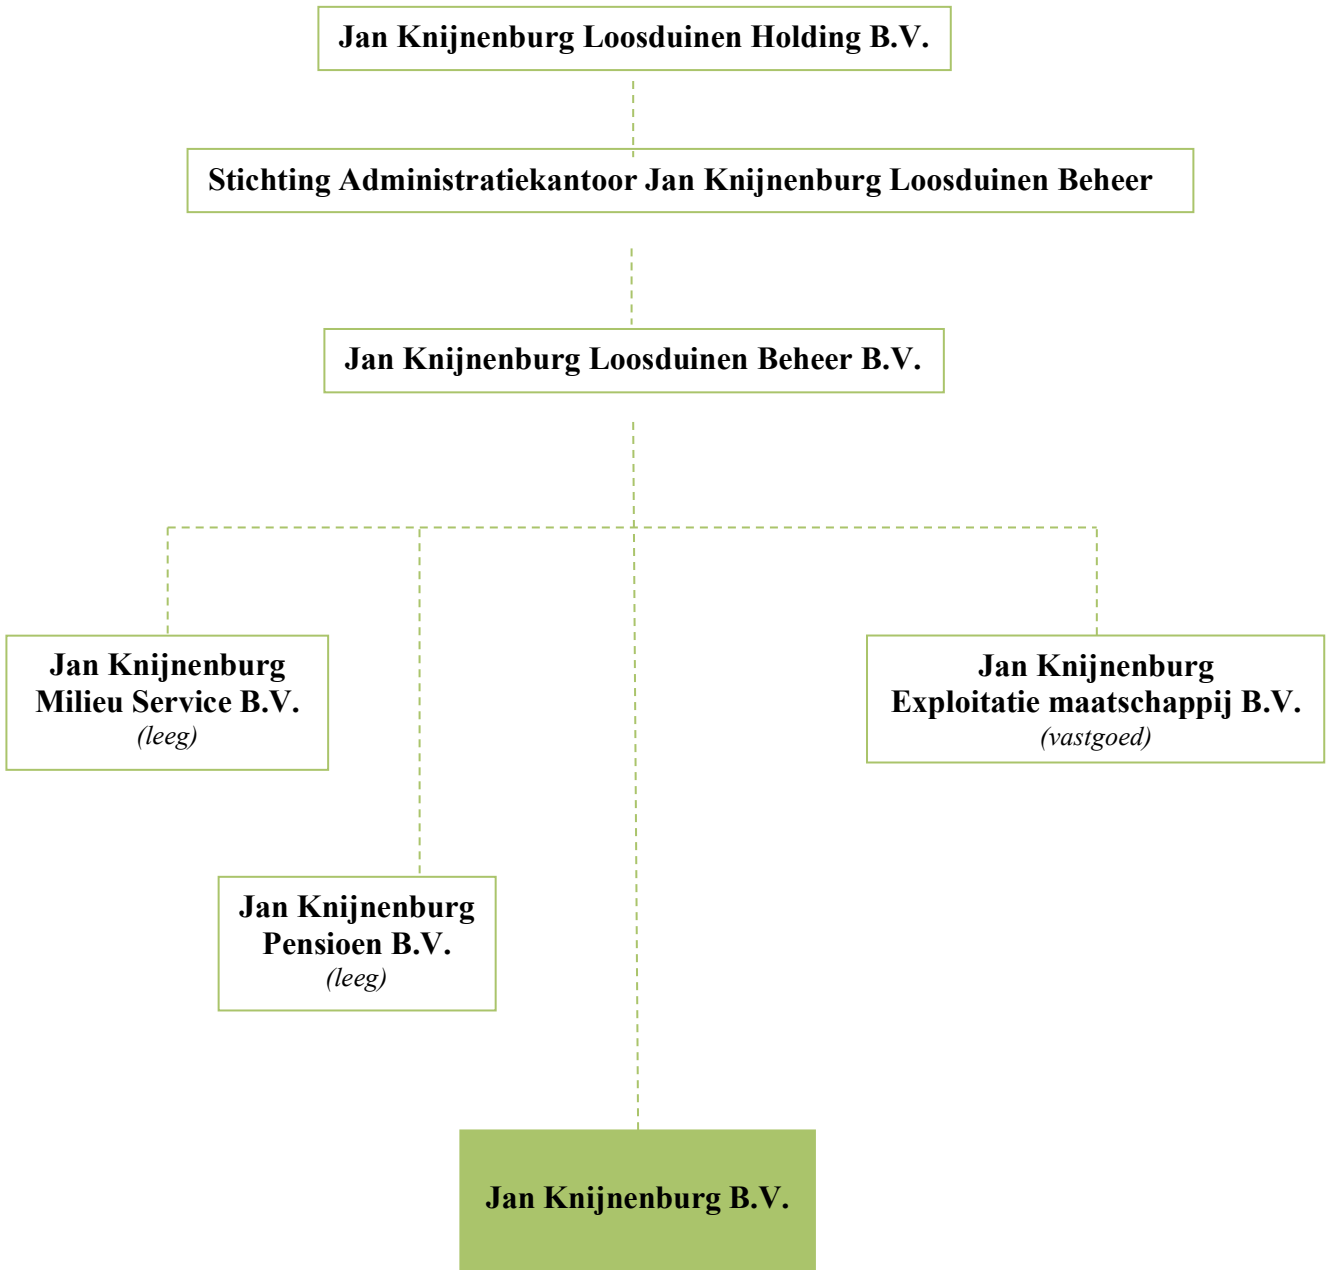 Jan Knijnenburg Loosduinen Holding B.V.
Stichting Administratiekantoor Jan Knijnenburg Loosduinen Beheer
Jan Knijnenburg Loosduinen Beheer B.V.
Jan Knijnenburg
Milieu Service B.V.
(leeg)
Jan Knijnenburg
Exploitatie maatschappij B.V.
(vastgoed)
Jan Knijnenburg
Pensioen B.V.
(leeg)
Jan Knijnenburg B.V.